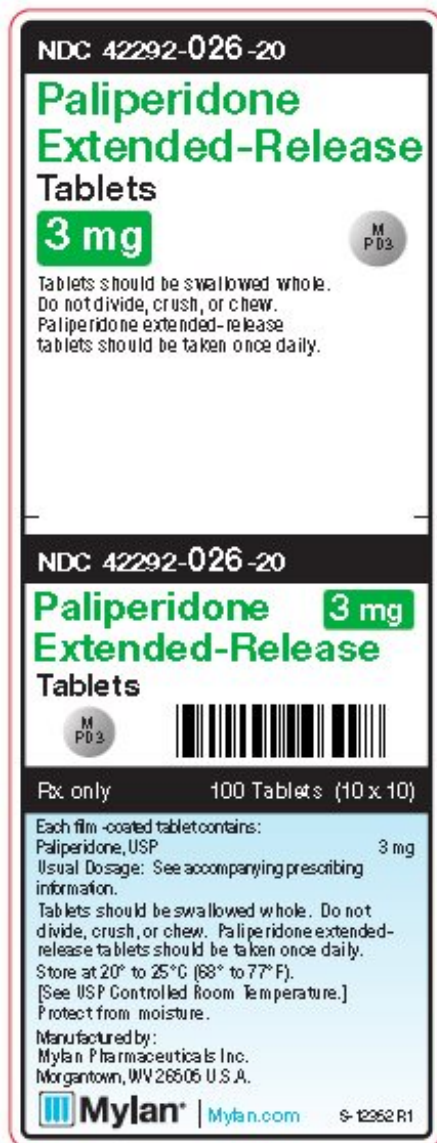 NDC 42292-026-20
Paliperidone
Extended-Release
Tablets
3 mg
M
PD3
Tablets should be swallowed whole.
Do not divide, crush, or chew.
Paliperidone extended-release
tablets should be taken once daily.
NDC 42292-026-20
Paliperidone 3 mg
Extended-Release
Tablets
M
PD3
Rx only 100 Tablets (10 x 10)
Each film-coated tablet contains:
Paliperidone, USP 3 mg
Usual Dosage: See accompanying prescribing
information.
Tablets should be swallowed whole. Do not
divide, crush, or chew. Paliperidone extended-
release tablets should be taken once daily.
Store at 20° to 25°C (68° to 77°F).
[See USP Controlled Room Temperature.]
Protect from moisture.
Manufactured by:
Mylan Pharmaceuticals Inc.
Morgantown, WV 26505 U.S.A.
Mylan® Mylan.com S-12352 R1